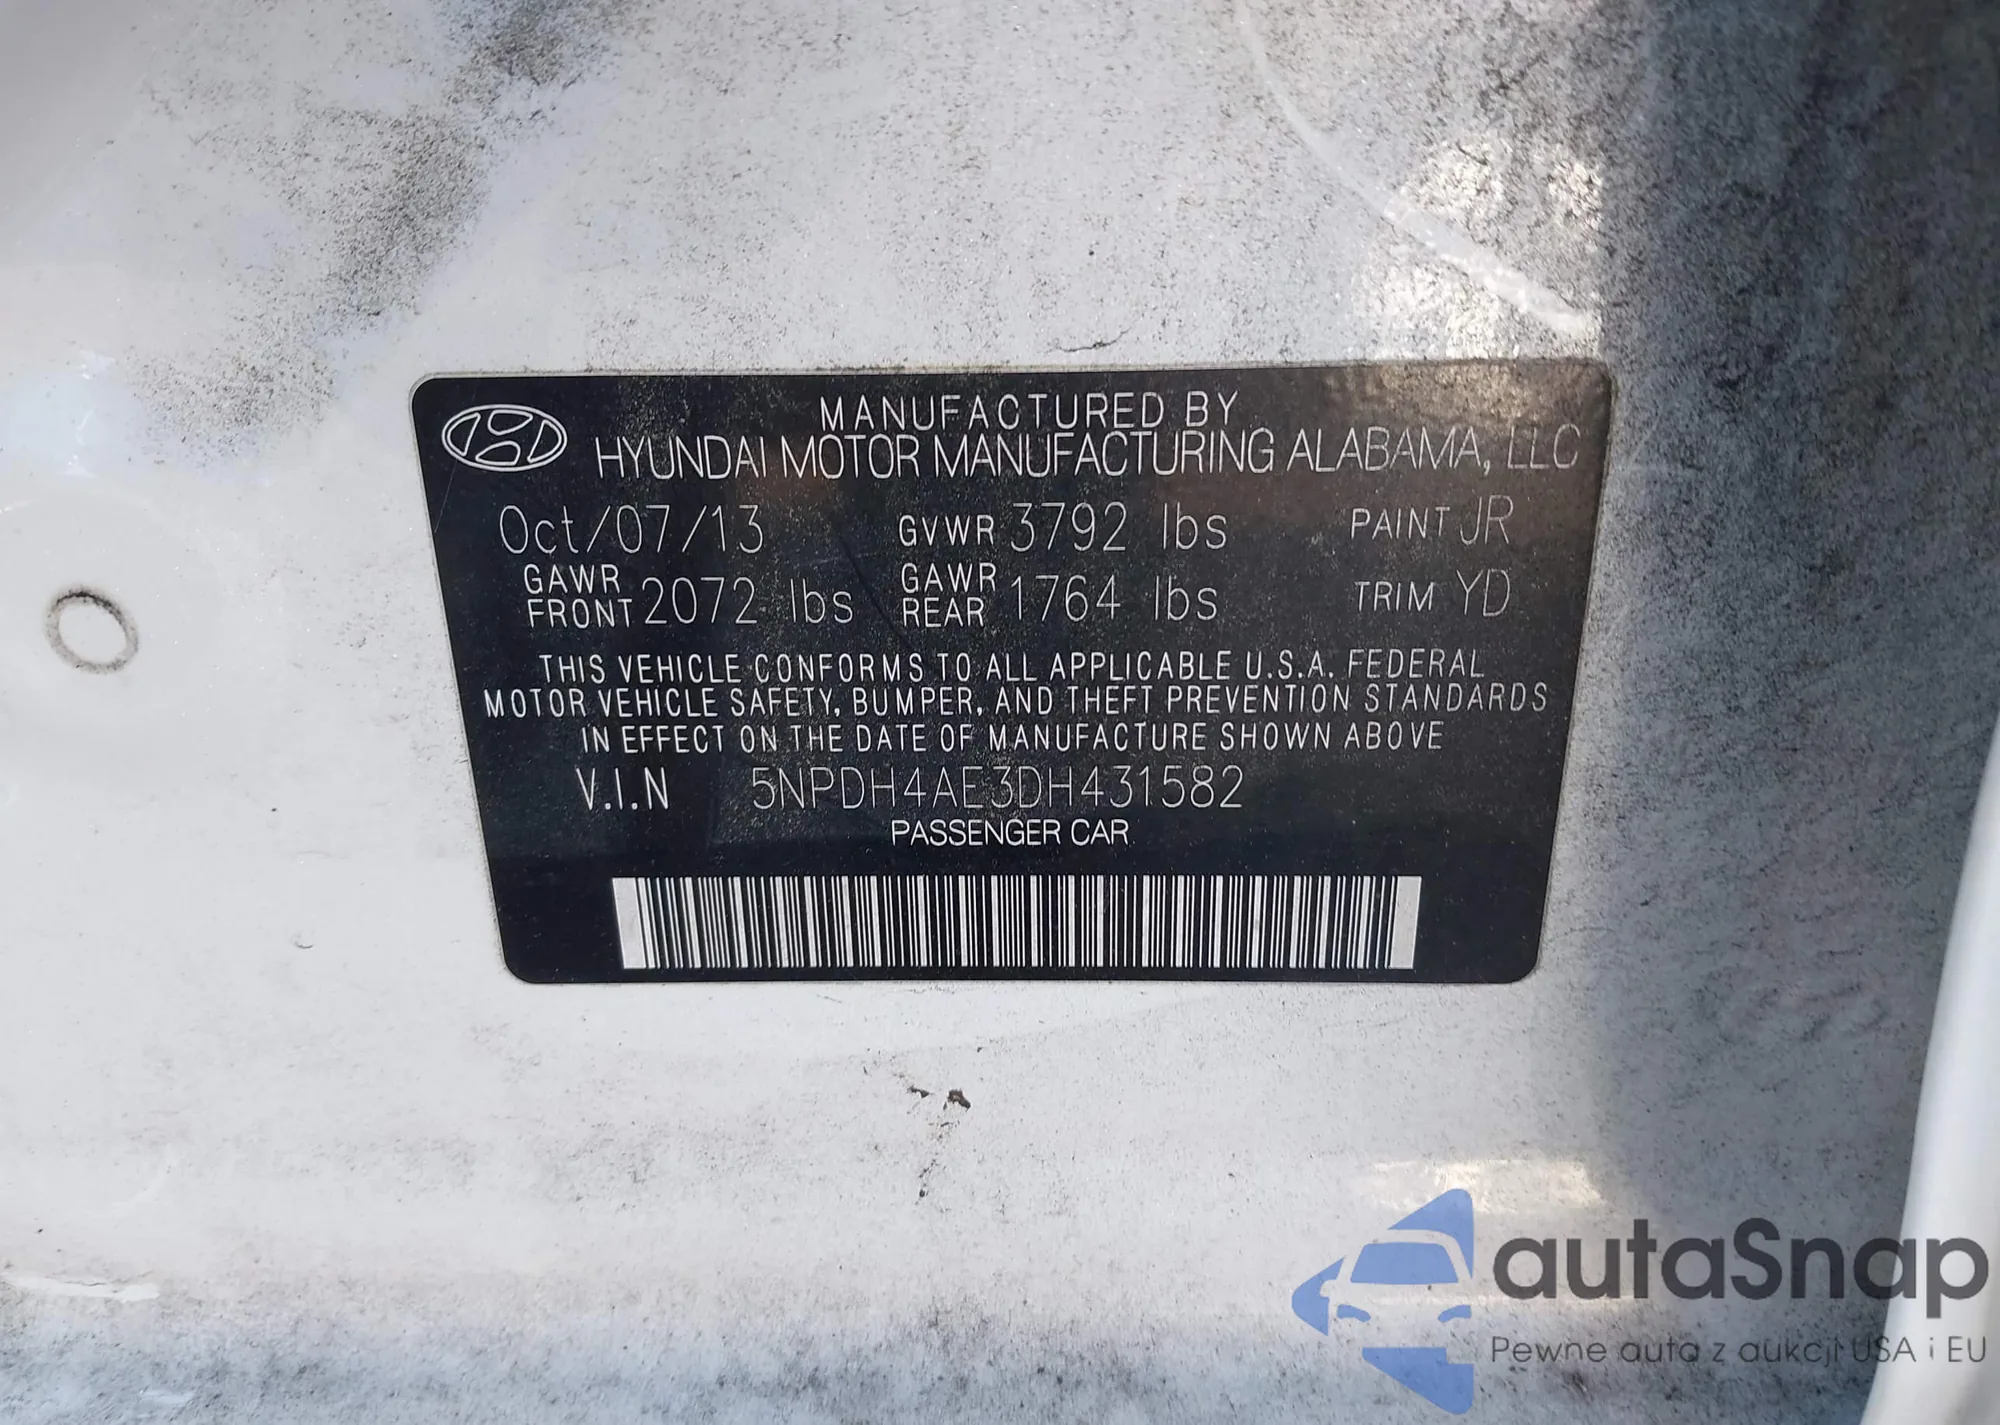 MANUFACTURED BY
HYUNDAI MOTOR MANUFACTURING ALABAMA, LLC
Oct/07/13 GVWR 3792 lbs PAINT JR
GAWR FRONT 2072 lbs GAWR REAR 1764 lbs TRIM YD
THIS VEHICLE CONFORMS TO ALL APPLICABLE U.S.A. FEDERAL
MOTOR VEHICLE SAFETY, BUMPER, AND THEFT PREVENTION STANDARDS
IN EFFECT ON THE DATE OF MANUFACTURE SHOWN ABOVE
V.I.N 5NPDH4AE3DH431582
PASSENGER CAR
autaSnap
Pewne auta z aukcji USA i EU